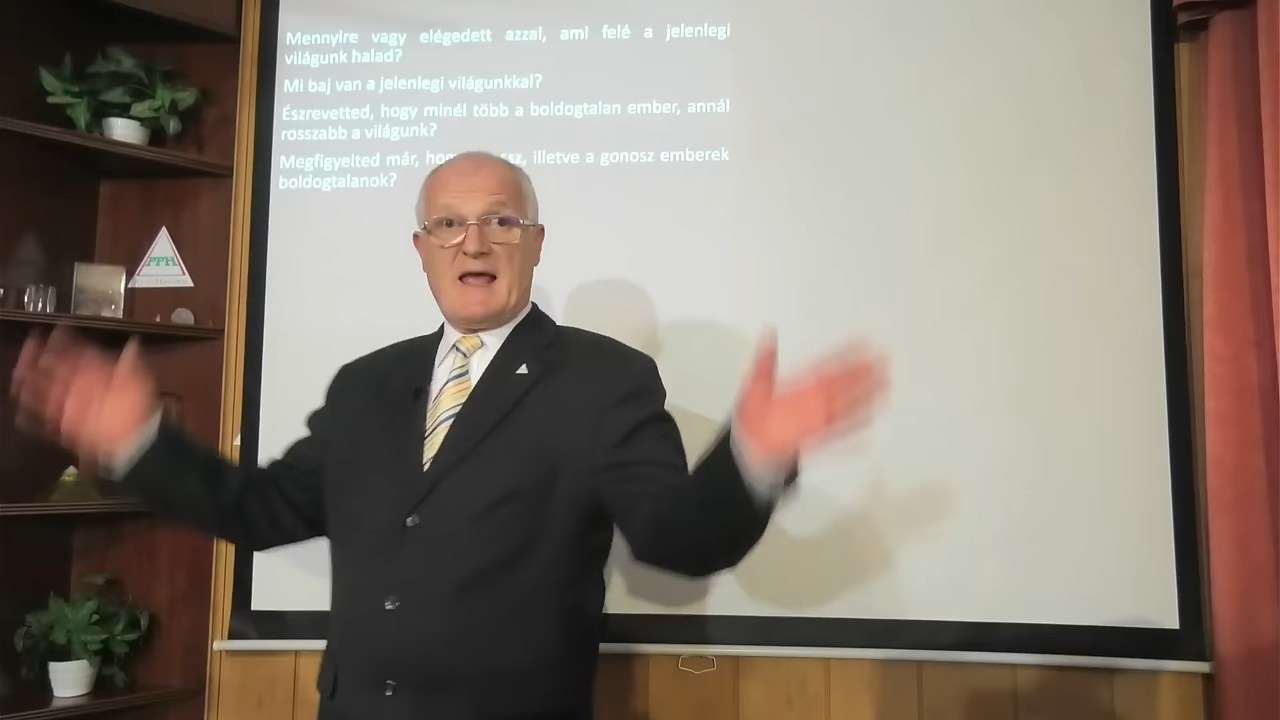 Mennyire vagy elégedett azzal, ami felé a jelenlegi
világunk halad?
Mi baj van a jelenlegi világunkkal?
Észrevetted, hogy minél több a boldogtalan ember, annál
rosszabb a világunk?
Megfigyelted már, illetve a gonosz emberek
boldogtalanok?